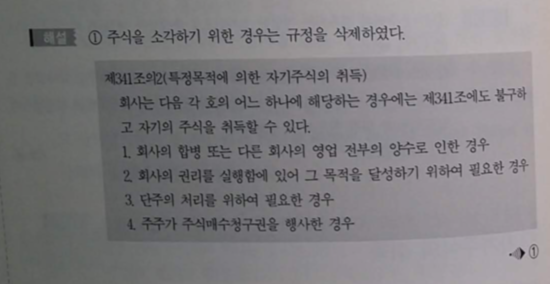 해설 ① 주식을 소각하기 위한 경우는 규정을 삭제하였다.
제341조의2(특정목적에 의한 자기주식의 취득)
회사는 다음 각 호의 어느 하나에 해당하는 경우에는 제341조에도 불구하
고 자기의 주식을 취득할 수 있다.
1. 회사의 합병 또는 다른 회사의 영업 전부의 양수로 인한 경우
2. 회사의 권리를 실행함에 있어 그 목적을 달성하기 위하여 필요한 경우
3. 단주의 처리를 위하여 필요한 경우
4. 주주가 주식매수청구권을 행사한 경우
①